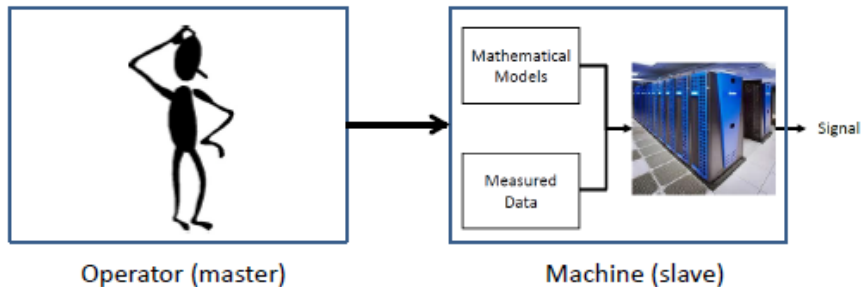 Mathematical
Models
Measured
Data
Signal
Operator (master)
Machine (slave)